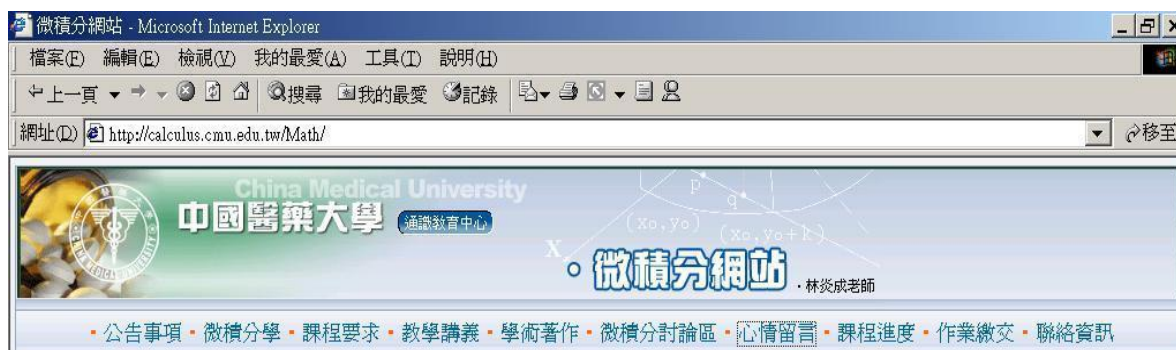 微積分網站 - Microsoft Internet Explorer
檔案(F) 編輯(E) 檢視(V) 我的最愛(A) 工具(T) 說明(H)
上一頁 搜尋 我的最愛 記錄
網址(D) http://calculus.cmu.edu.tw/Math/ 移至
China Medical University
中國醫藥大學 通識教育中心
p
q
(xo,yo)
(xo,yo+k)
X
微積分網站 ·林炎成老師
▪公告事項▪微積分學▪課程要求▪教學講義▪學術著作▪微積分討論區▪心情留言▪課程進度▪作業繳交▪聯絡資訊